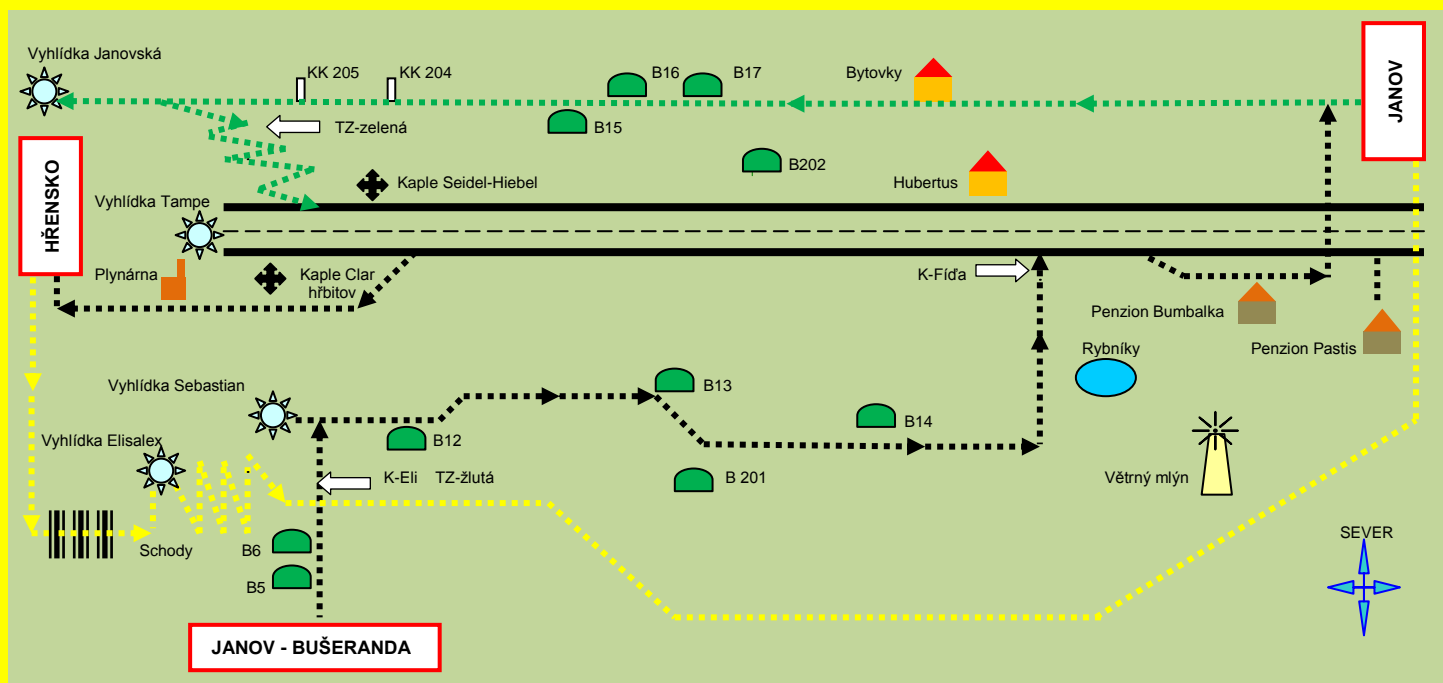 Vyhlídka Janovská
KK 205
KK 204
B16
B17
Bytovky
JANOV
TZ-zelená
B15
B202
Hubertus
HŘENSKO
Kaple Seidel-Hiebel
Vyhlídka Tampe
Plynárna
Kaple Clar
hřbitov
K-Fíďa
Penzion Bumbalka
Penzion Pastis
Rybníky
Vyhlídka Sebastian
B13
B14
Vyhlídka Elisalex
B12
K-Eli TZ-žlutá
B 201
Větrný mlýn
Schody
B6
B5
SEVER
JANOV - BUŠERANDA